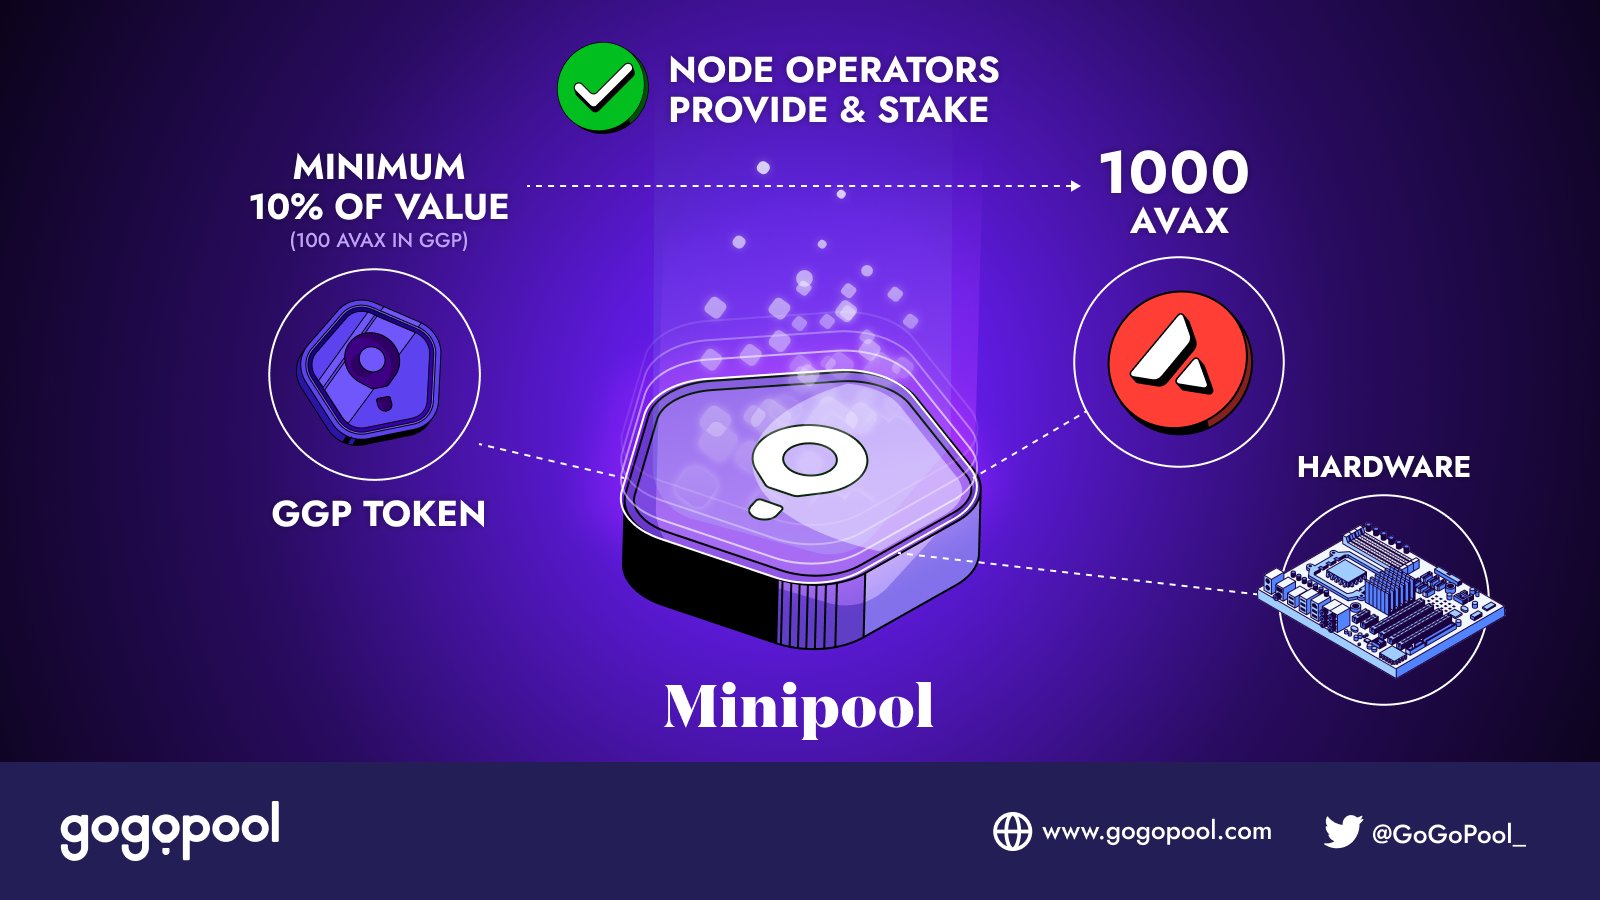 NODE OPERATORS
PROVIDE & STAKE
MINIMUM
10% OF VALUE
(100 AVAX IN GGP)
1000
AVAX
GGP TOKEN
HARDWARE
Minipool
gogopool
www.gogopool.com
@GoGoPool_